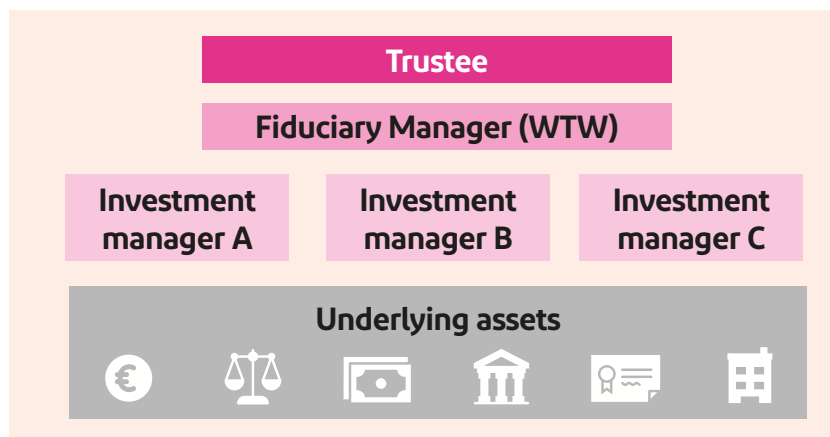 Trustee
Fiduciary Manager (WTW)
Investment
manager A
Investment
manager B
Investment
manager C
Underlying assets
€